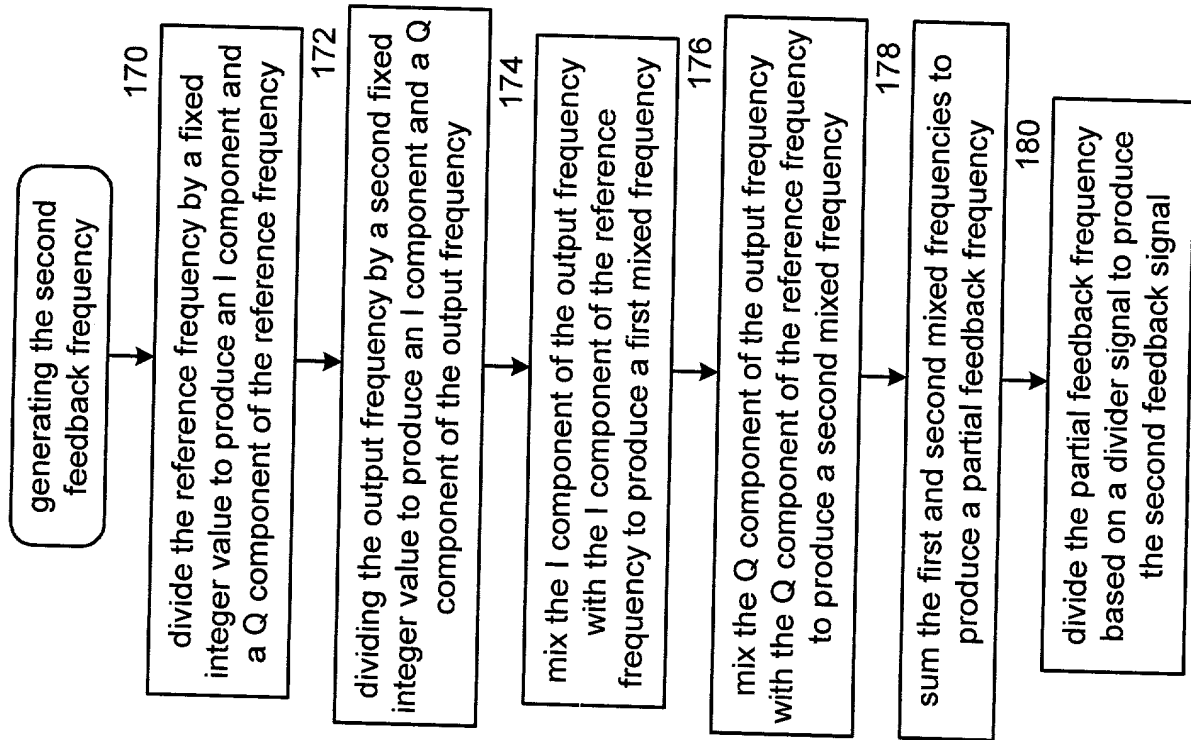 generating the second
feedback frequency
170
divide the reference frequency by a fixed
integer value to produce an I component and
a Q component of the reference frequency
172
dividing the output frequency by a second fixed
integer value to produce an I component and a Q
component of the output frequency
174
mix the I component of the output frequency
with the I component of the reference
frequency to produce a first mixed frequency
176
mix the Q component of the output frequency
with the Q component of the reference frequency
to produce a second mixed frequency
178
sum the first and second mixed frequencies to
produce a partial feedback frequency
180
divide the partial feedback frequency
based on a divider signal to produce
the second feedback signal